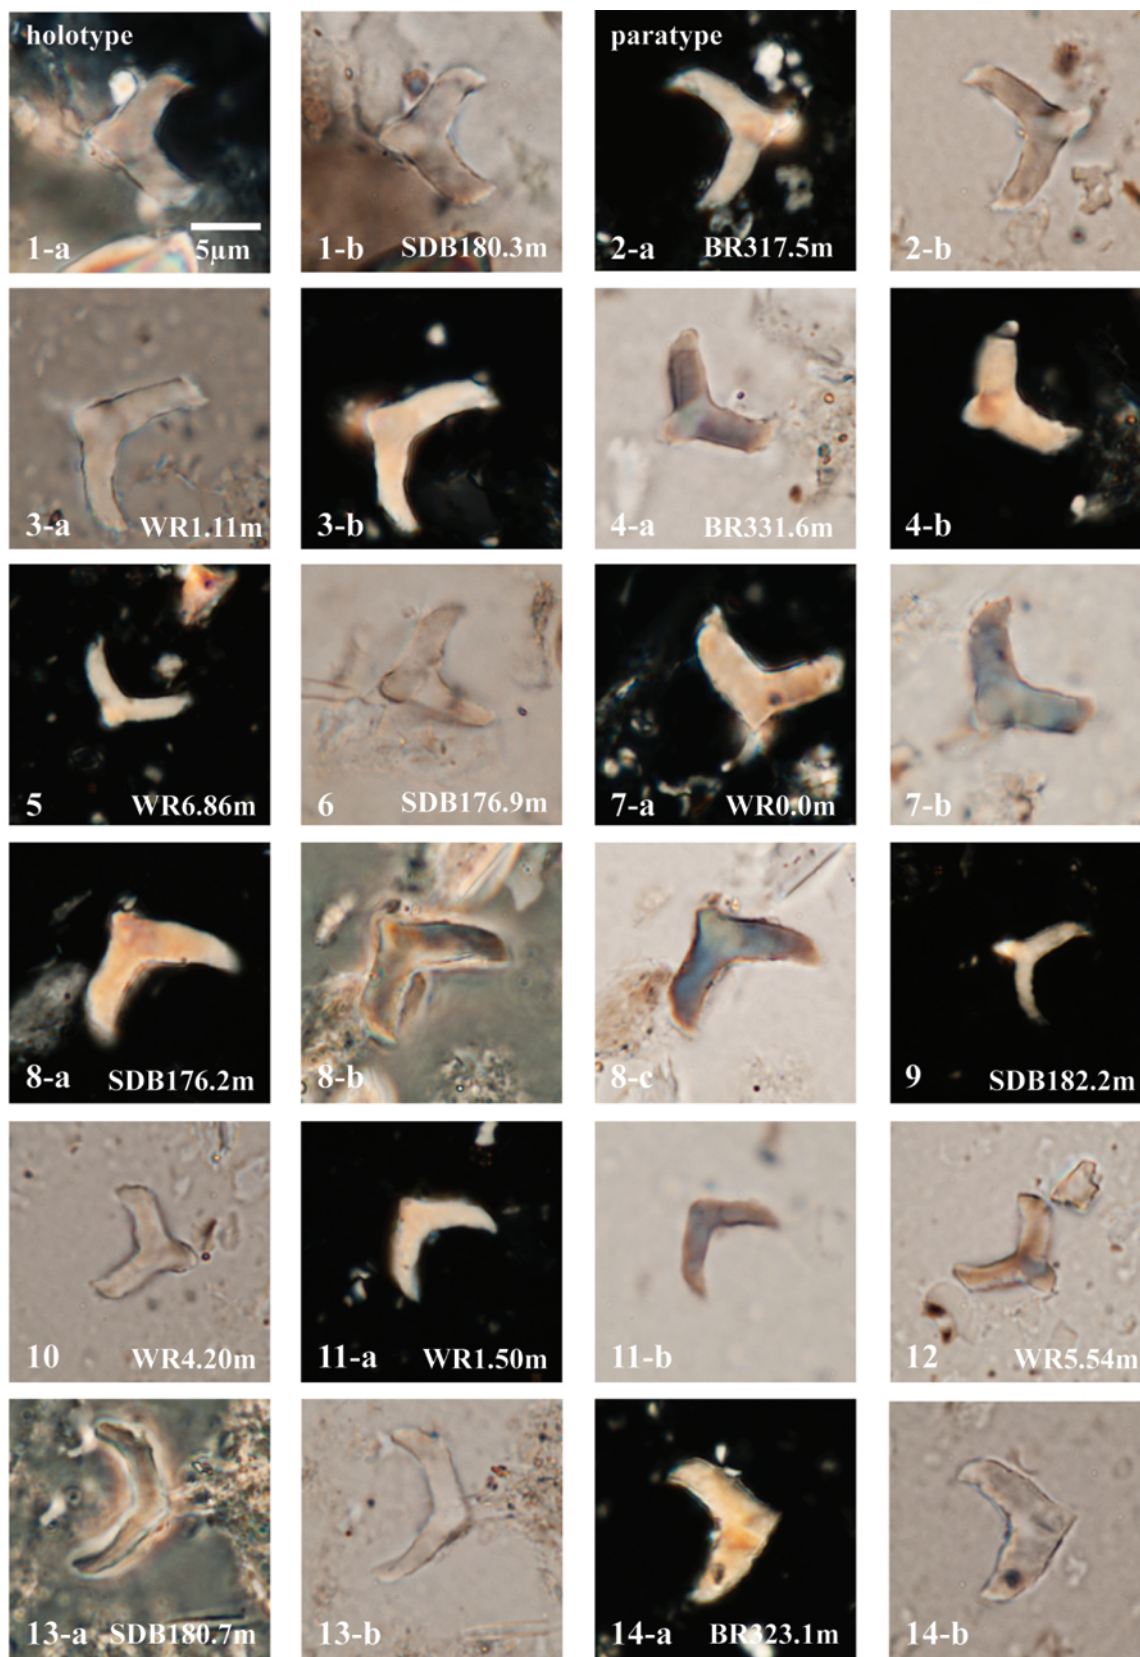 holotype
paratype
1-a
5µm
1-b
SDB180.3m
2-a
BR317.5m
2-b
3-a
WR1.11m
3-b
4-a
BR331.6m
4-b
5
WR6.86m
6
SDB176.9m
7-a
WR0.0m
7-b
8-a
SDB176.2m
8-b
8-c
9
SDB182.2m
10
WR4.20m
11-a
WR1.50m
11-b
12
WR5.54m
13-a
SDB180.7m
13-b
14-a
BR323.1m
14-b